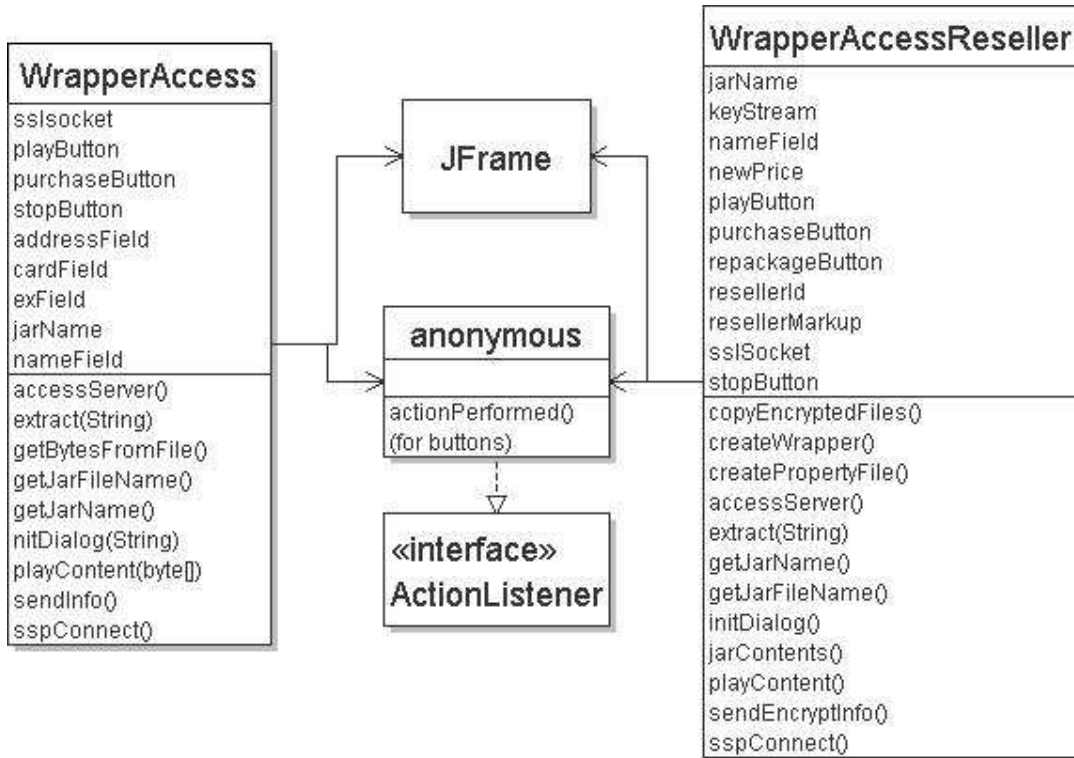 WrapperAccess
sslsocket
playButton
purchaseButton
stopButton
addressField
cardField
exField
jarName
nameField
accessServer()
extract(String)
getBytesFromFile()
getJarFileName()
getJarName()
nitDialog(String)
playContent(byte[])
sendInfo()
sspConnect()
JFrame
anonymous
actionPerformed()
(for buttons)
«interface»
ActionListener
WrapperAccessReseller
jarName
keyStream
nameField
newPrice
playButton
purchaseButton
repackageButton
resellerId
resellerMarkup
sslSocket
stopButton
copyEncryptedFiles()
createWrapper()
createPropertyFile()
accessServer()
extract(String)
getJarName()
getJarFileName()
initDialog()
jarContents()
playContent()
sendEncryptInfo()
sspConnect()